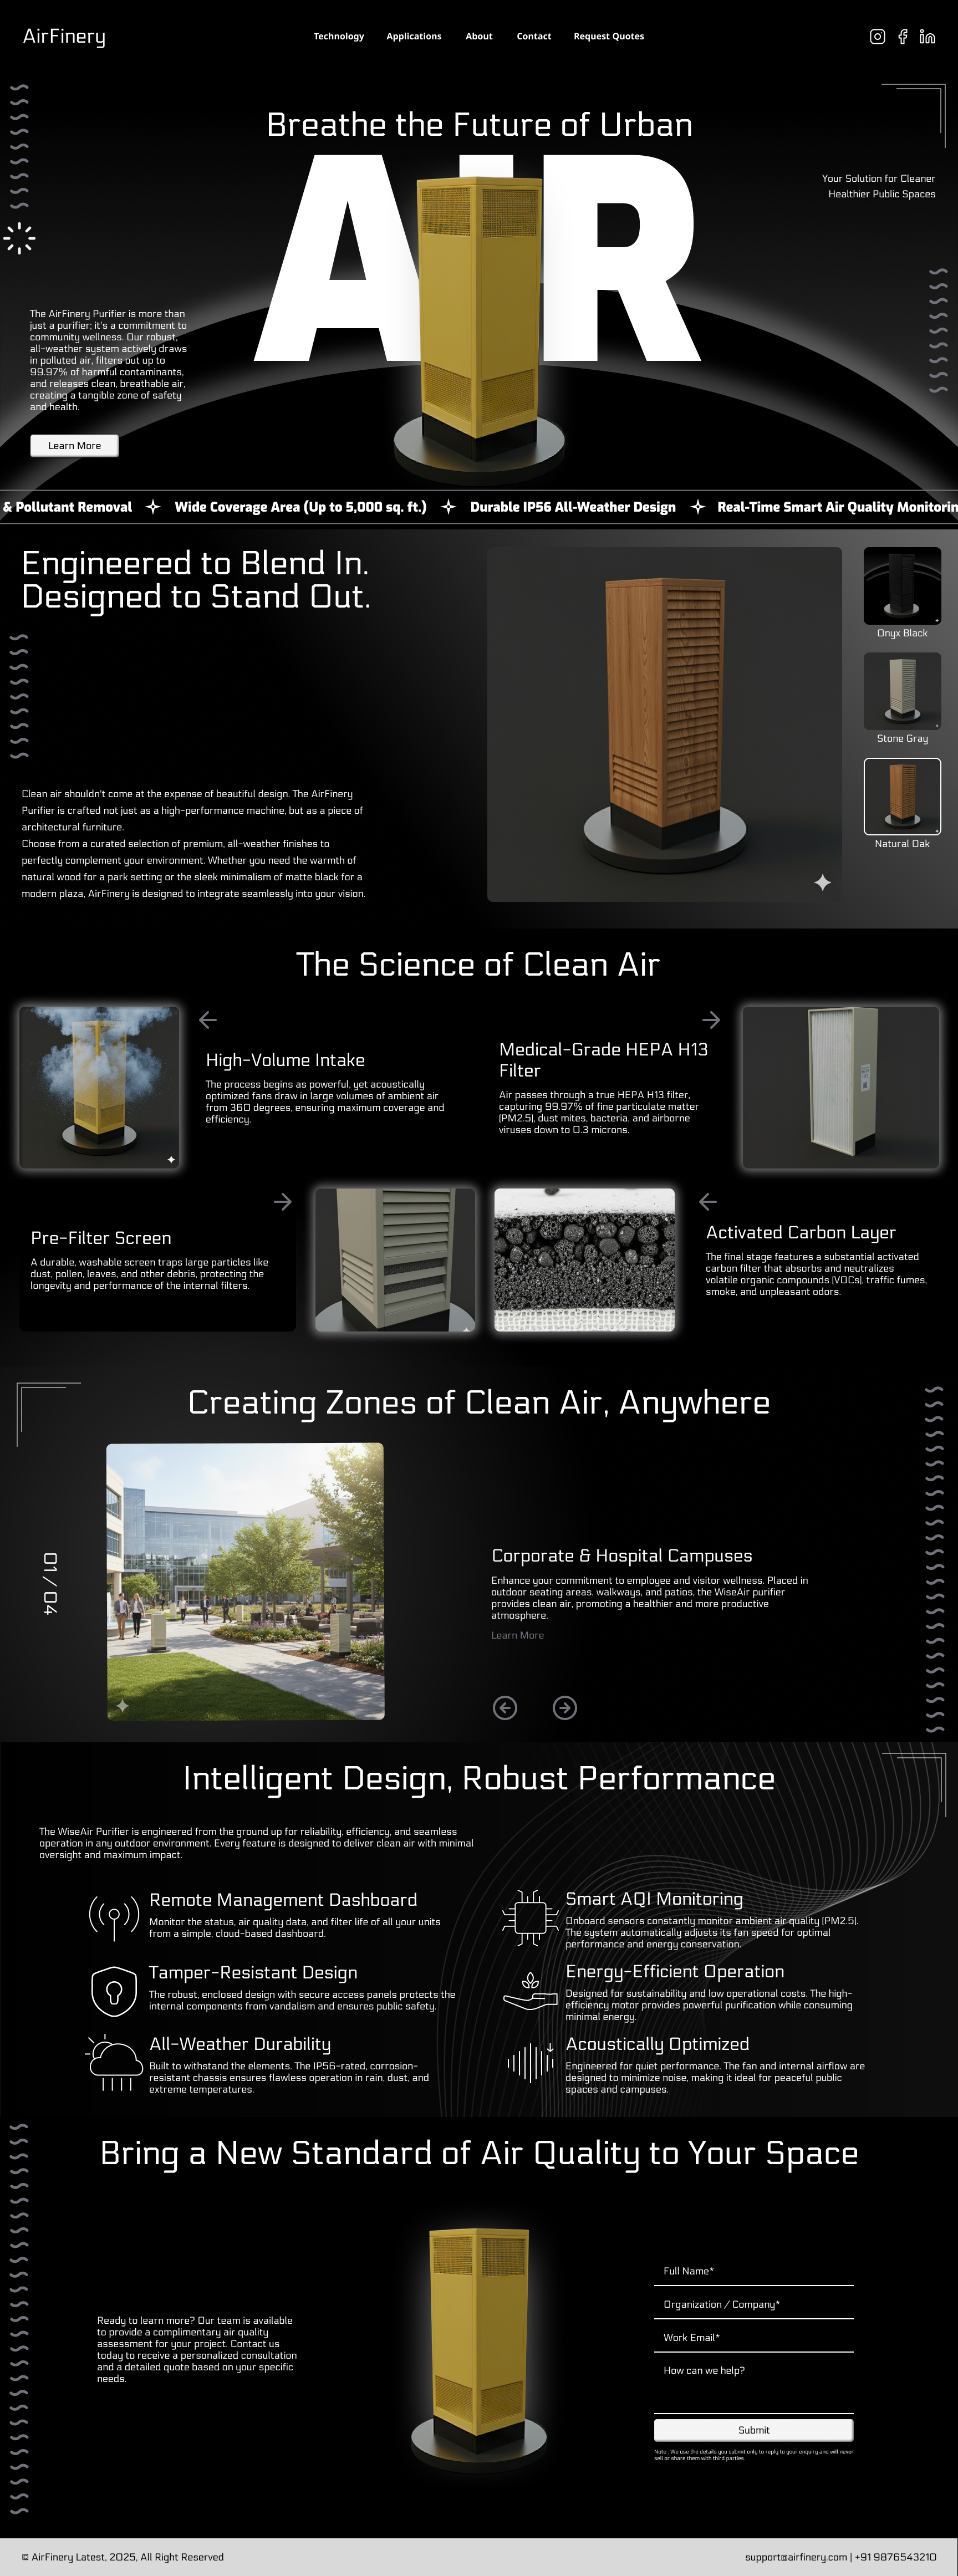 AirFinery
Technology
Applications
About
Contact
Request Quotes
Breathe the Future of Urban
AIR
Your Solution for Cleaner
Healthier Public Spaces
The AirFinery Purifier is more than
just a purifier; it's a commitment to
community wellness. Our robust,
all-weather system actively draws
in polluted air, filters out up to
99.97% of harmful contaminants,
and releases clean, breathable air,
creating a tangible zone of safety
and health.
Learn More
& Pollutant Removal
Wide Coverage Area (Up to 5,000 sq. ft.)
Durable IP56 All-Weather Design
Real-Time Smart Air Quality Monitorin
Engineered to Blend In.
Designed to Stand Out.
Onyx Black
Stone Gray
Natural Oak
Clean air shouldn't come at the expense of beautiful design. The AirFinery
Purifier is crafted not just as a high-performance machine, but as a piece of
architectural furniture.
Choose from a curated selection of premium, all-weather finishes to
perfectly complement your environment. Whether you need the warmth of
natural wood for a park setting or the sleek minimalism of matte black for a
modern plaza, AirFinery is designed to integrate seamlessly into your vision.
The Science of Clean Air
High-Volume Intake
The process begins as powerful, yet acoustically
optimized fans draw in large volumes of ambient air
from 360 degrees, ensuring maximum coverage and
efficiency.
Medical-Grade HEPA H13
Filter
Air passes through a true HEPA H13 filter,
capturing 99.97% of fine particulate matter
(PM2.5), dust mites, bacteria, and airborne
viruses down to 0.3 microns.
Pre-Filter Screen
A durable, washable screen traps large particles like
dust, pollen, leaves, and other debris, protecting the
longevity and performance of the internal filters.
Activated Carbon Layer
The final stage features a substantial activated
carbon filter that absorbs and neutralizes
volatile organic compounds (VOCs), traffic fumes,
smoke, and unpleasant odors.
Creating Zones of Clean Air, Anywhere
01 / 04
Corporate & Hospital Campuses
Enhance your commitment to employee and visitor wellness. Placed in
outdoor seating areas, walkways, and patios, the WiseAir purifier
provides clean air, promoting a healthier and more productive
atmosphere.
Learn More
Intelligent Design, Robust Performance
The WiseAir Purifier is engineered from the ground up for reliability, efficiency, and seamless
operation in any outdoor environment. Every feature is designed to deliver clean air with minimal
oversight and maximum impact.
Remote Management Dashboard
Monitor the status, air quality data, and filter life of all your units
from a simple, cloud-based dashboard.
Smart AQI Monitoring
Onboard sensors constantly monitor ambient air quality (PM2.5).
The system automatically adjusts its fan speed for optimal
performance and energy conservation.
Tamper-Resistant Design
The robust, enclosed design with secure access panels protects the
internal components from vandalism and ensures public safety.
Energy-Efficient Operation
Designed for sustainability and low operational costs. The high-
efficiency motor provides powerful purification while consuming
minimal energy.
All-Weather Durability
Built to withstand the elements. The IP56-rated, corrosion-
resistant chassis ensures flawless operation in rain, dust, and
extreme temperatures.
Acoustically Optimized
Engineered for quiet performance. The fan and internal airflow are
designed to minimize noise, making it ideal for peaceful public
spaces and campuses.
Bring a New Standard of Air Quality to Your Space
Ready to learn more? Our team is available
to provide a complimentary air quality
assessment for your project. Contact us
today to receive a personalized consultation
and a detailed quote based on your specific
needs.
Full Name*
Organization / Company*
Work Email*
How can we help?
Submit
Note : We use the details you submit only to reply to your enquiry and will never
sell or share them with third parties.
© AirFinery Latest, 2025, All Right Reserved
support@airfinery.com | +91 9876543210